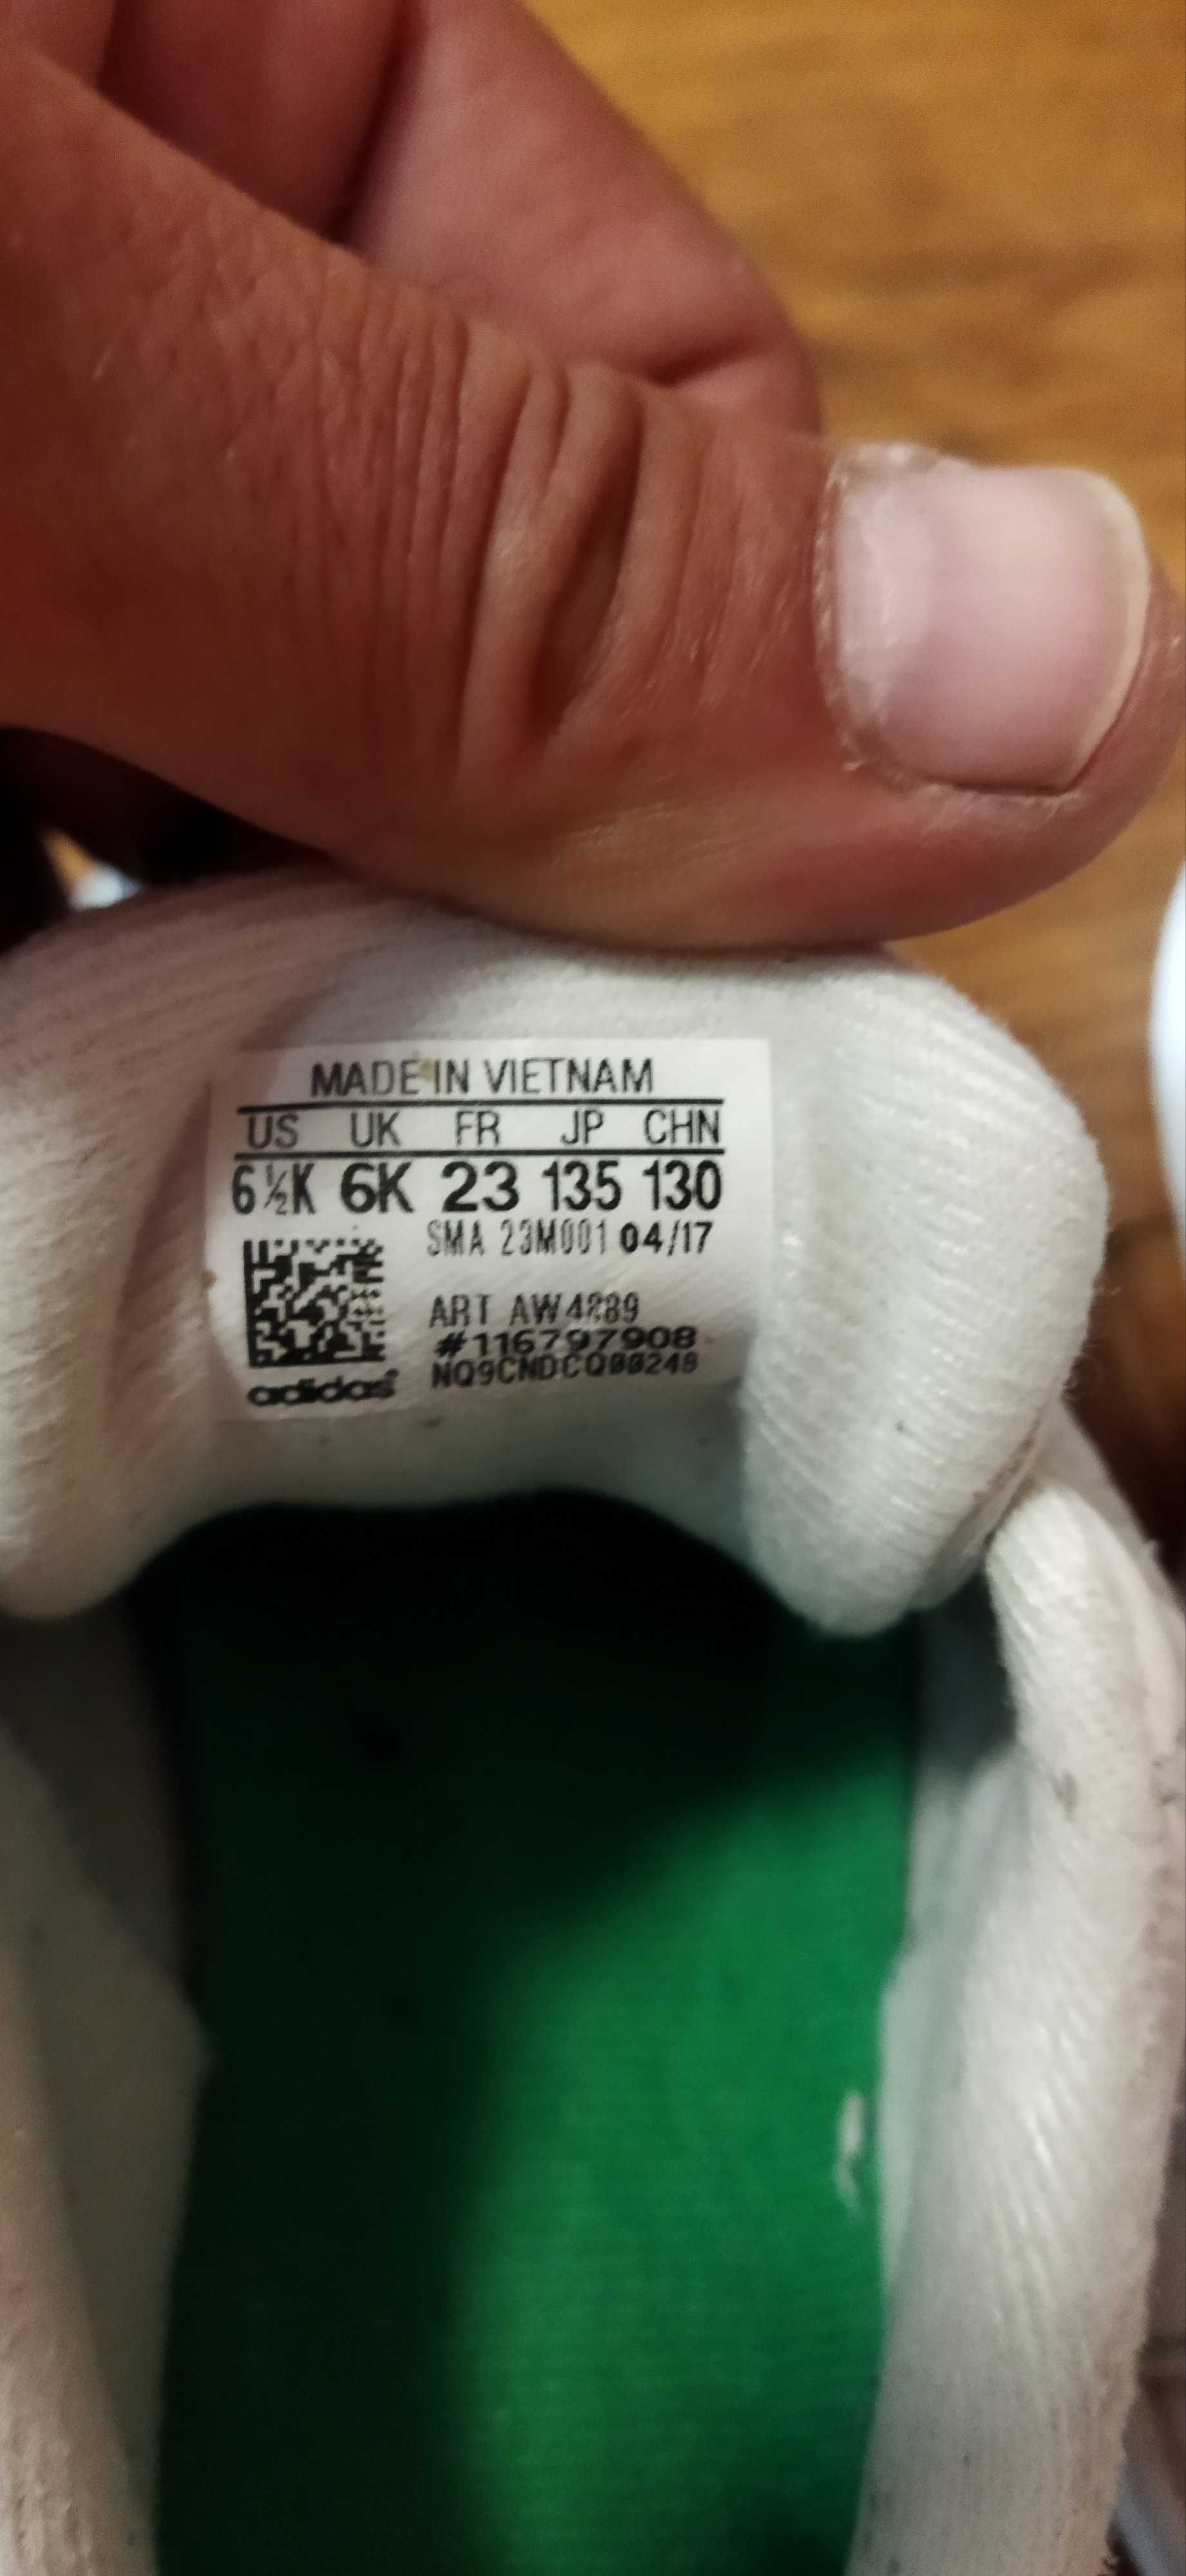 MADE IN VIETNAM
US UK FR JP CHN
6½K 6K 23 135 130
SMA 23M001 04/17
ART AW4289
#116797908
NQ9CNDCQ00248
adidas